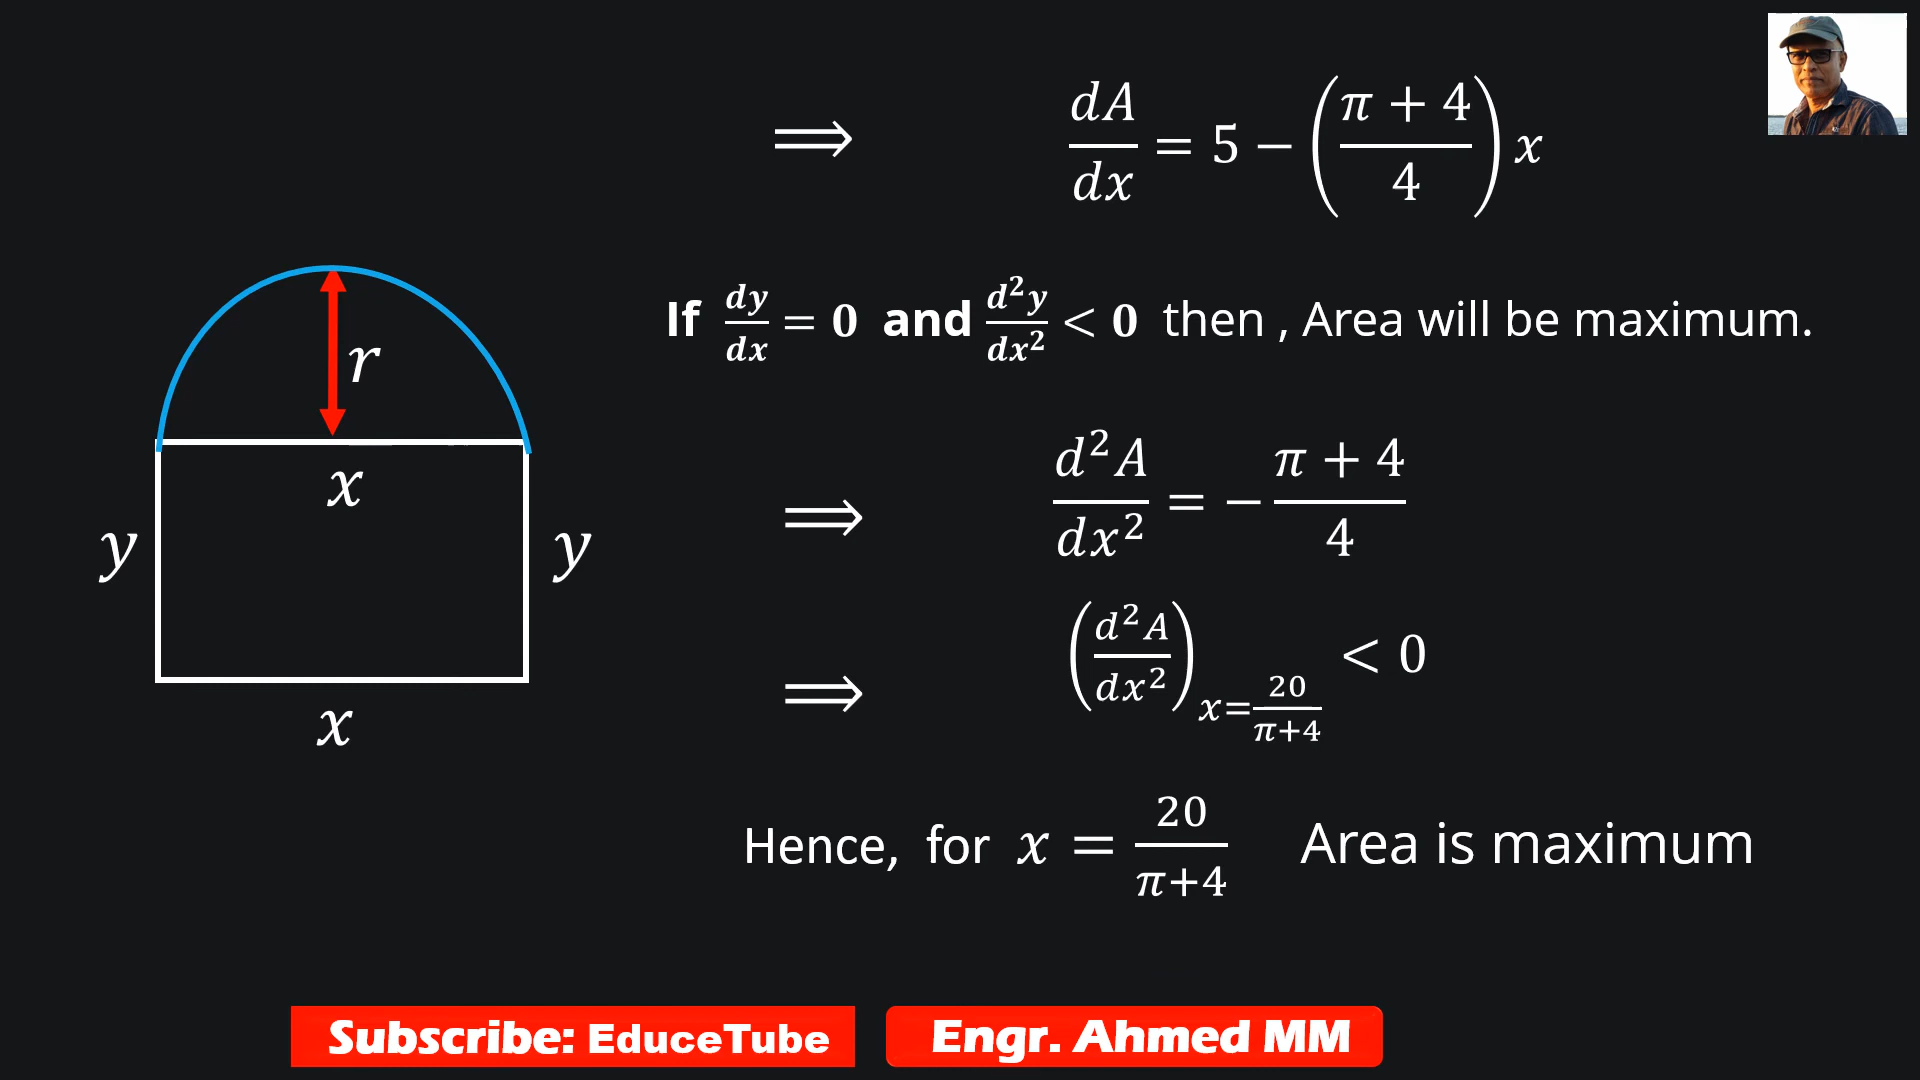 ⟹ dA/dx = 5 − ((π + 4)/4) x
If dy/dx = 0 and d²y/dx² < 0 then , Area will be maximum.
r
x
y
y
x
⟹ d²A/dx² = − (π + 4)/4
⟹ (d²A/dx²)_{x=20/(π+4)} < 0
Hence, for x = 20/(π+4) Area is maximum
Subscribe: EduceTube
Engr. Ahmed MM